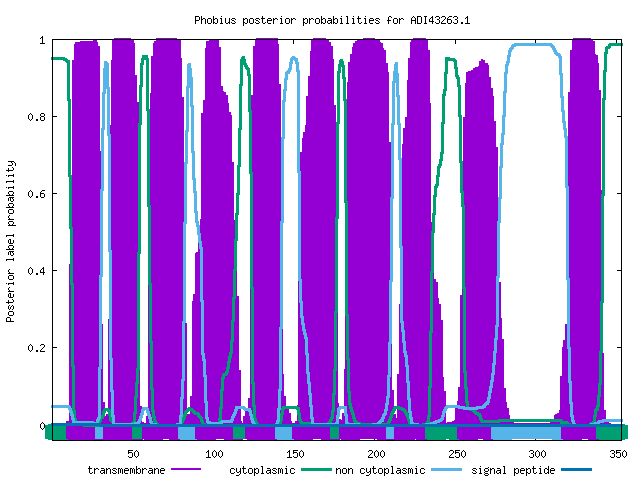 Phobius posterior probabilities for ADI43263.1
Posterior label probability
1
0.8
0.6
0.4
0.2
0
50
100
150
200
250
300
350
transmembrane
cytoplasmic
non cytoplasmic
signal peptide